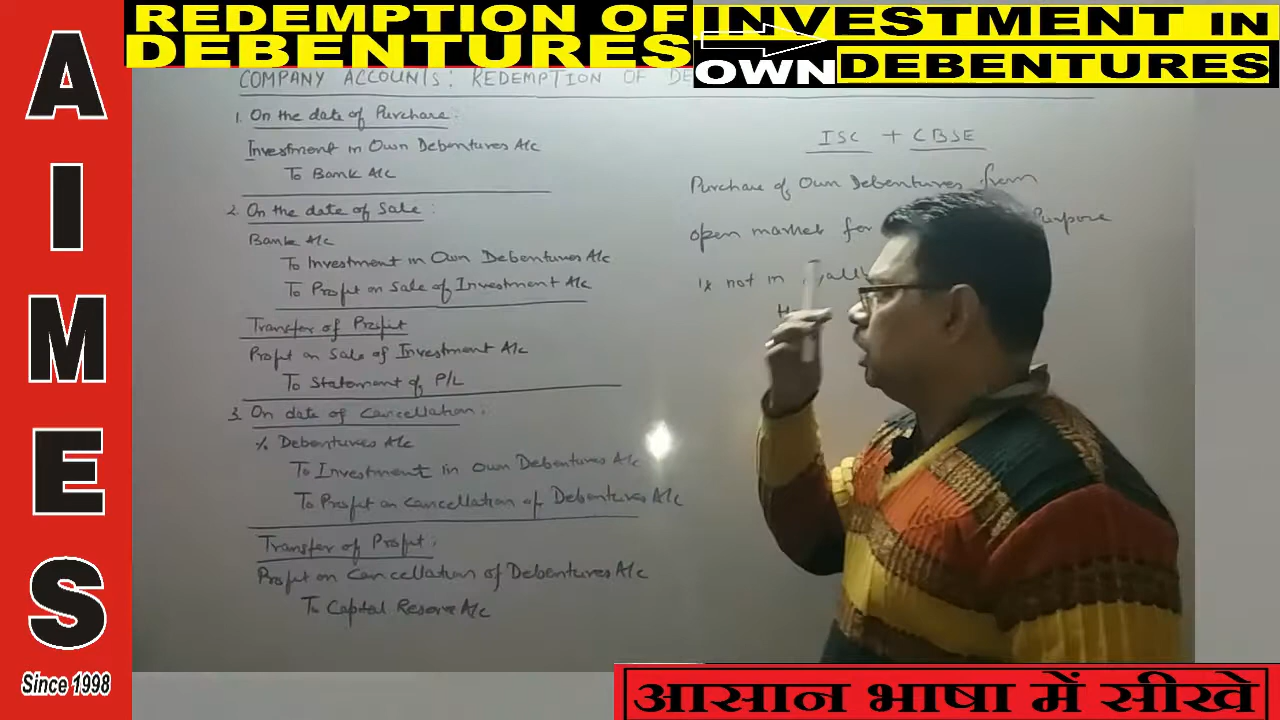 AIMES
Since 1998
REDEMPTION OF
DEBENTURES
INVESTMENT IN
OWN DEBENTURES
COMPANY ACCOUNTS: REDEMPTION OF DE
1. On the date of Purchase:
Investment in Own Debentures A/c
To Bank A/c
2. On the date of Sale:
Bank A/c
To Investment in Own Debentures A/c
To Profit on Sale of Investment A/c
Transfer of Profit
Profit on Sale of Investment A/c
To Statement of P/L
3. On date of Cancellation:
% Debentures A/c
To Investment in Own Debentures A/c
To Profit on Cancellation of Debentures A/c
Transfer of Profit:
Profit on Cancellation of Debentures A/c
To Capital Reserve A/c
ISC + CBSE
Purchase of Own Debentures from
open market for Purpose
is not in
आसान भाषा में सीखे